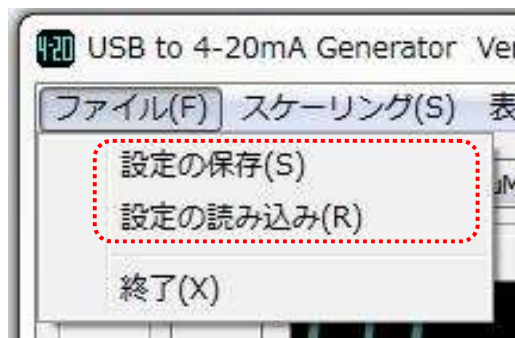 4-20 USB to 4-20mA Generator Ver
ファイル(F) スケーリング(S) 表
設定の保存(S)
設定の読み込み(R)
終了(X)